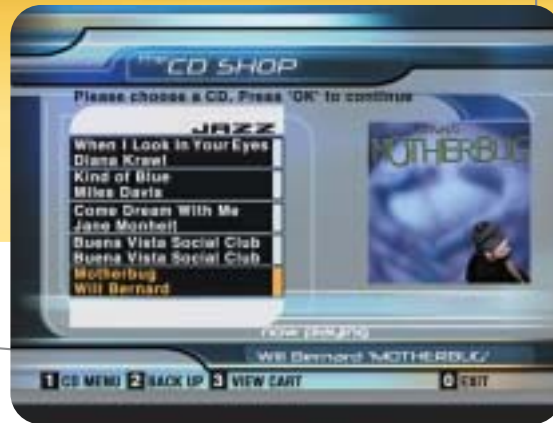 the CD SHOP
Please choose a CD. Press 'OK' to continue
JAZZ
When I Look In Your Eyes
Diana Krawl
Kind of Blue
Miles Davis
Come Dream With Me
Jane Monheit
Buena Vista Social Club
Buena Vista Social Club
Motherbug
Will Bernard
MOTHERBUG
now playing
Will Bernard 'MOTHERBUG'
1 CD MENU 2 BACK UP 3 VIEW CART
EXIT